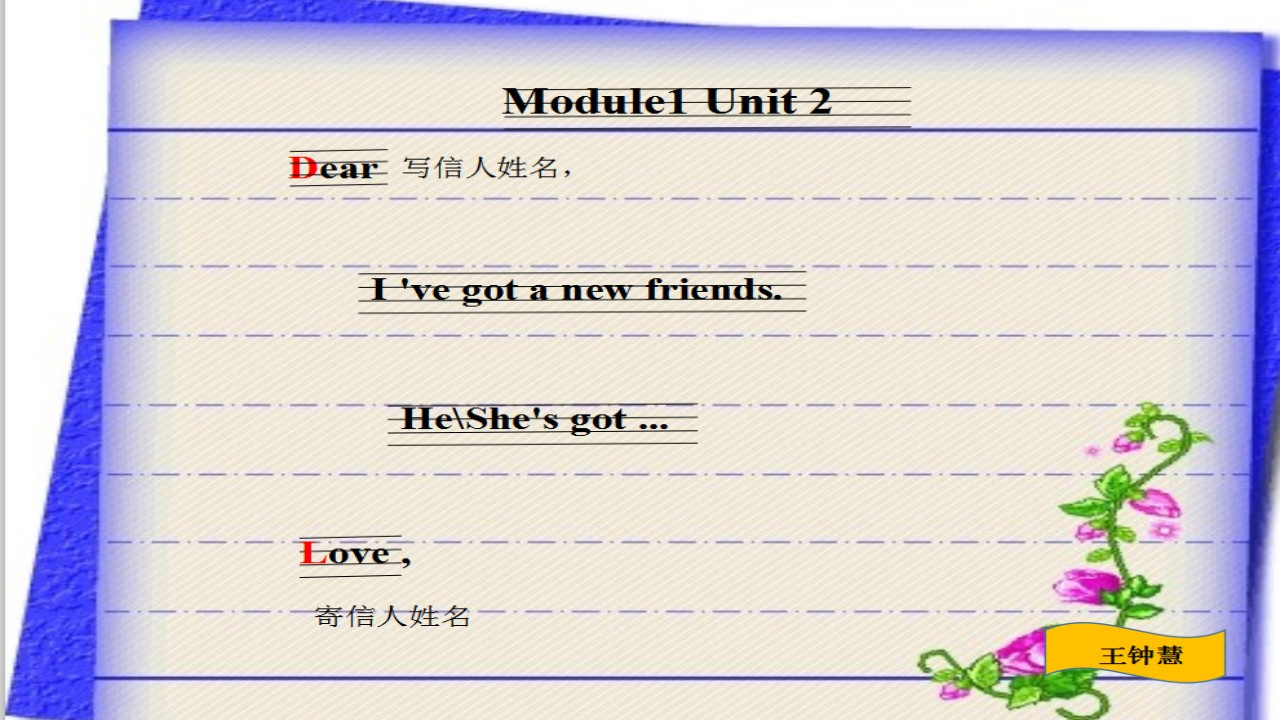 Module1 Unit 2
Dear 写信人姓名，
I 've got a new friends.
He\She's got ...
Love ,
寄信人姓名
王钟慧